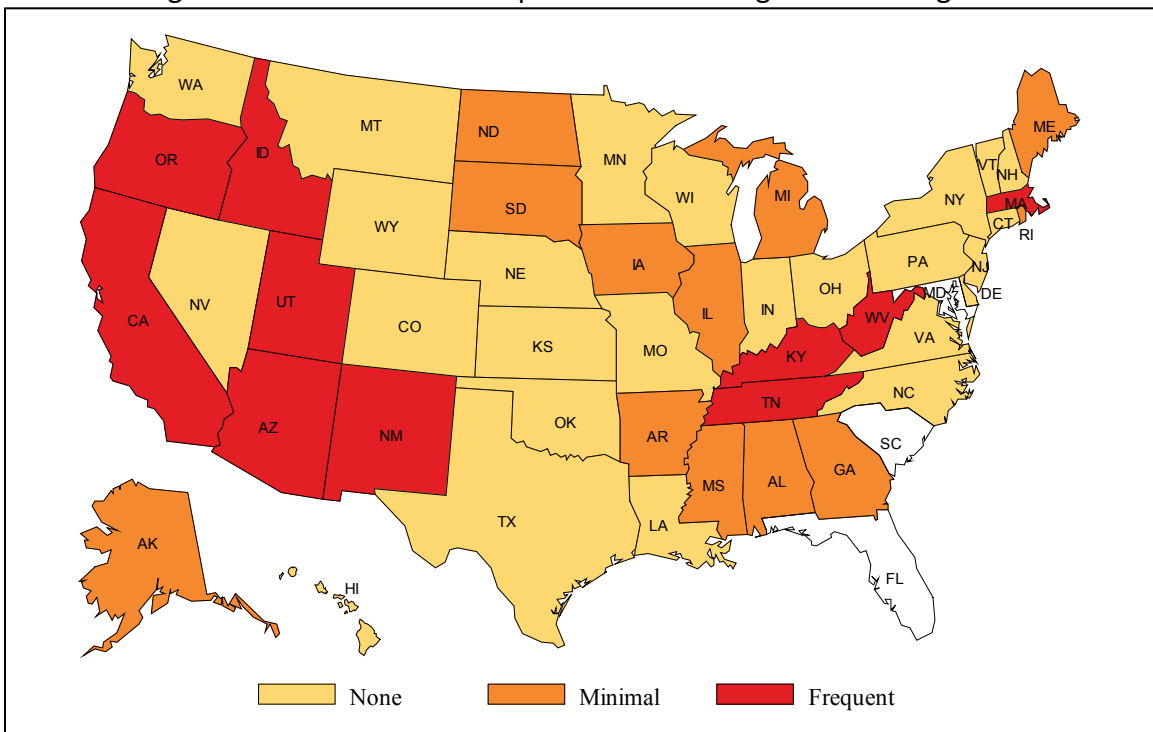 WA
MT
ND
ME
OR
ID
MN
VT
NH
SD
WI
MI
NY
MA
WY
CT
RI
IA
PA
NE
NJ
NV
UT
OH
MD
DE
CA
CO
IL
IN
WV
KS
MO
KY
VA
NC
TN
AZ
NM
OK
AR
SC
MS
AL
GA
TX
LA
AK
HI
FL
None Minimal Frequent